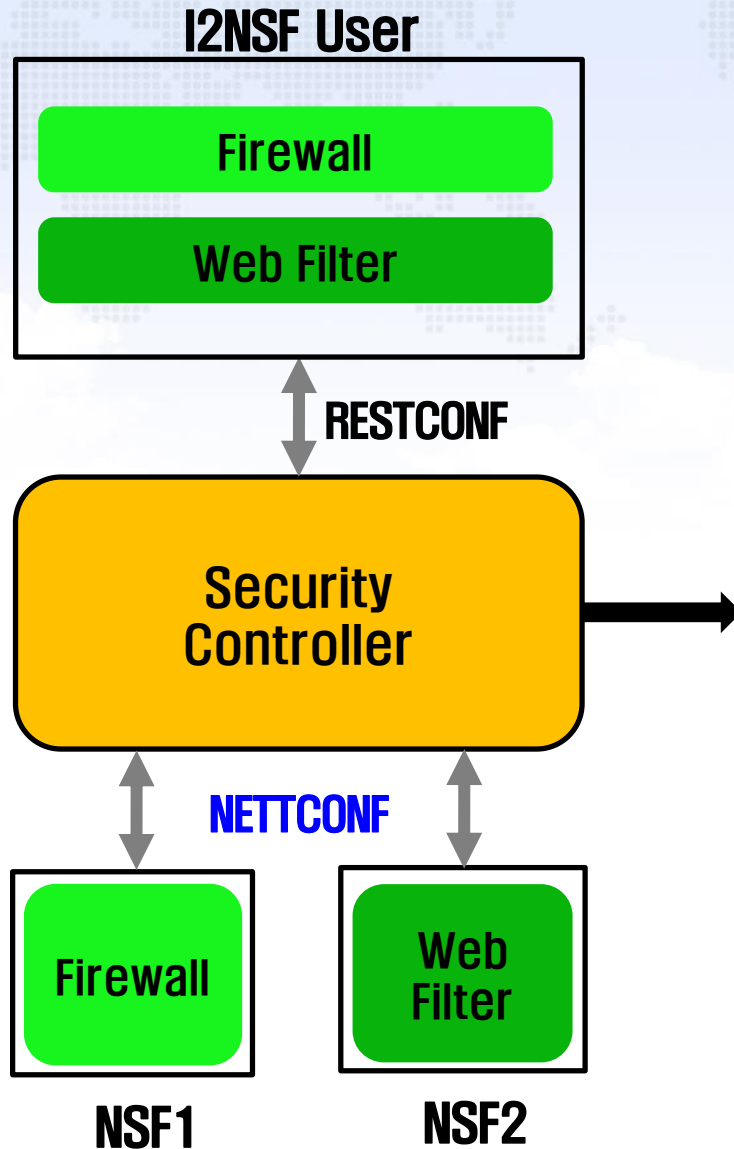 I2NSF User
Firewall
Web Filter
RESTCONF
Security
Controller
NETTCONF
Firewall
Web
Filter
NSF1
NSF2